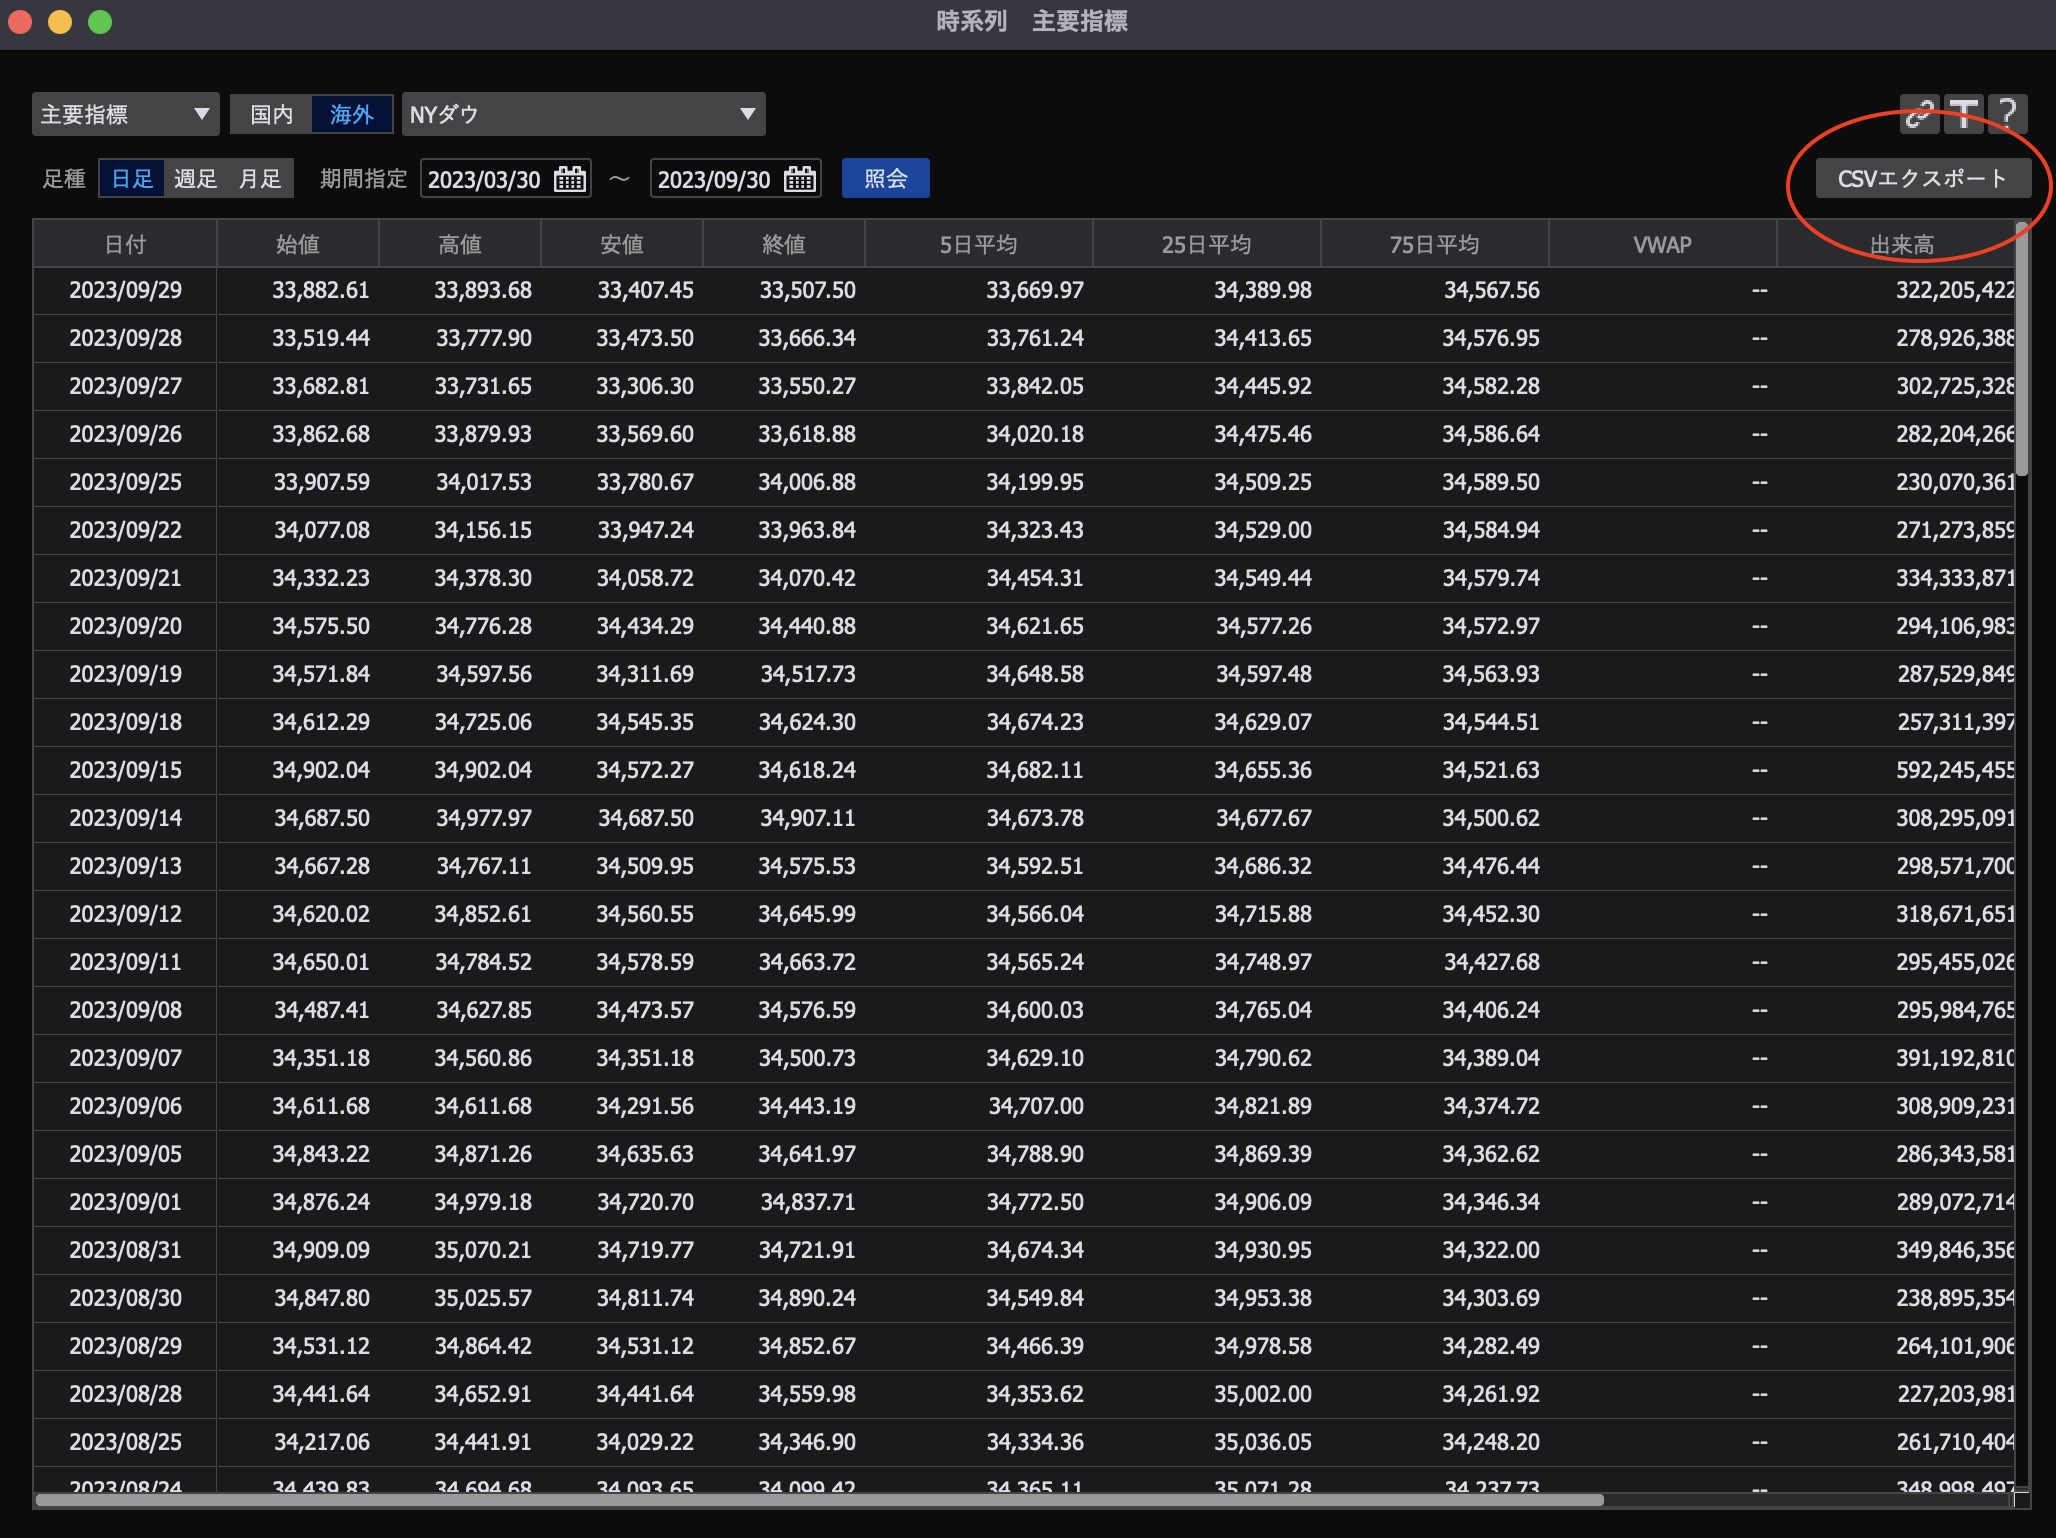 時系列　主要指標
主要指標 国内 海外 NYダウ T ?
足種 日足 週足 月足 期間指定 2023/03/30 ～ 2023/09/30 照会 CSVエクスポート
日付 始値 高値 安値 終値 5日平均 25日平均 75日平均 VWAP 出来高
2023/09/29 33,882.61 33,893.68 33,407.45 33,507.50 33,669.97 34,389.98 34,567.56 -- 322,205,422
2023/09/28 33,519.44 33,777.90 33,473.50 33,666.34 33,761.24 34,413.65 34,576.95 -- 278,926,388
2023/09/27 33,682.81 33,731.65 33,306.30 33,550.27 33,842.05 34,445.92 34,582.28 -- 302,725,328
2023/09/26 33,862.68 33,879.93 33,569.60 33,618.88 34,020.18 34,475.46 34,586.64 -- 282,204,266
2023/09/25 33,907.59 34,017.53 33,780.67 34,006.88 34,199.95 34,509.25 34,589.50 -- 230,070,361
2023/09/22 34,077.08 34,156.15 33,947.24 33,963.84 34,323.43 34,529.00 34,584.94 -- 271,273,859
2023/09/21 34,332.23 34,378.30 34,058.72 34,070.42 34,454.31 34,549.44 34,579.74 -- 334,333,871
2023/09/20 34,575.50 34,776.28 34,434.29 34,440.88 34,621.65 34,577.26 34,572.97 -- 294,106,983
2023/09/19 34,571.84 34,597.56 34,311.69 34,517.73 34,648.58 34,597.48 34,563.93 -- 287,529,849
2023/09/18 34,612.29 34,725.06 34,545.35 34,624.30 34,674.23 34,629.07 34,544.51 -- 257,311,397
2023/09/15 34,902.04 34,902.04 34,572.27 34,618.24 34,682.11 34,655.36 34,521.63 -- 592,245,455
2023/09/14 34,687.50 34,977.97 34,687.50 34,907.11 34,673.78 34,677.67 34,500.62 -- 308,295,091
2023/09/13 34,667.28 34,767.11 34,509.95 34,575.53 34,592.51 34,686.32 34,476.44 -- 298,571,700
2023/09/12 34,620.02 34,852.61 34,560.55 34,645.99 34,566.04 34,715.88 34,452.30 -- 318,671,651
2023/09/11 34,650.01 34,784.52 34,578.59 34,663.72 34,565.24 34,748.97 34,427.68 -- 295,455,026
2023/09/08 34,487.41 34,627.85 34,473.57 34,576.59 34,600.03 34,765.04 34,406.24 -- 295,984,765
2023/09/07 34,351.18 34,560.86 34,351.18 34,500.73 34,629.10 34,790.62 34,389.04 -- 391,192,810
2023/09/06 34,611.68 34,611.68 34,291.56 34,443.19 34,707.00 34,821.89 34,374.72 -- 308,909,231
2023/09/05 34,843.22 34,871.26 34,635.63 34,641.97 34,788.90 34,869.39 34,362.62 -- 286,343,581
2023/09/01 34,876.24 34,979.18 34,720.70 34,837.71 34,772.50 34,906.09 34,346.34 -- 289,072,714
2023/08/31 34,909.09 35,070.21 34,719.77 34,721.91 34,674.34 34,930.95 34,322.00 -- 349,846,356
2023/08/30 34,847.80 35,025.57 34,811.74 34,890.24 34,549.84 34,953.38 34,303.69 -- 238,895,354
2023/08/29 34,531.12 34,864.42 34,531.12 34,852.67 34,466.39 34,978.58 34,282.49 -- 264,101,906
2023/08/28 34,441.64 34,652.91 34,441.64 34,559.98 34,353.62 35,002.00 34,261.92 -- 227,203,981
2023/08/25 34,217.06 34,441.91 34,029.22 34,346.90 34,334.36 35,036.05 34,248.20 -- 261,710,404
2023/08/24 34,439.83 34,694.68 34,093.65 34,099.42 34,365.11 35,071.28 34,237.73 -- 348,998,497